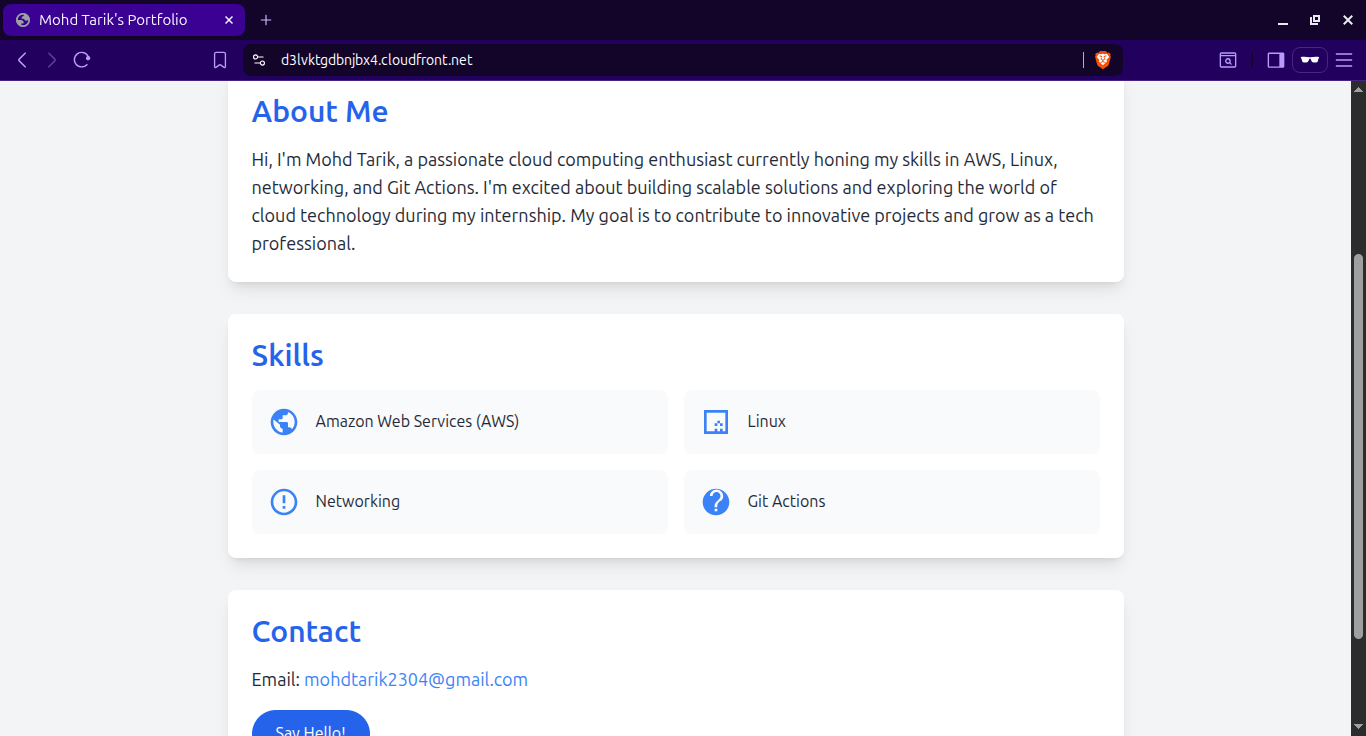 Mohd Tarik's Portfolio
d3lvktgdbnjbx4.cloudfront.net
About Me
Hi, I'm Mohd Tarik, a passionate cloud computing enthusiast currently honing my skills in AWS, Linux,
networking, and Git Actions. I'm excited about building scalable solutions and exploring the world of
cloud technology during my internship. My goal is to contribute to innovative projects and grow as a tech
professional.
Skills
Amazon Web Services (AWS)
Linux
Networking
Git Actions
Contact
Email: mohdtarik2304@gmail.com
Say Hello!